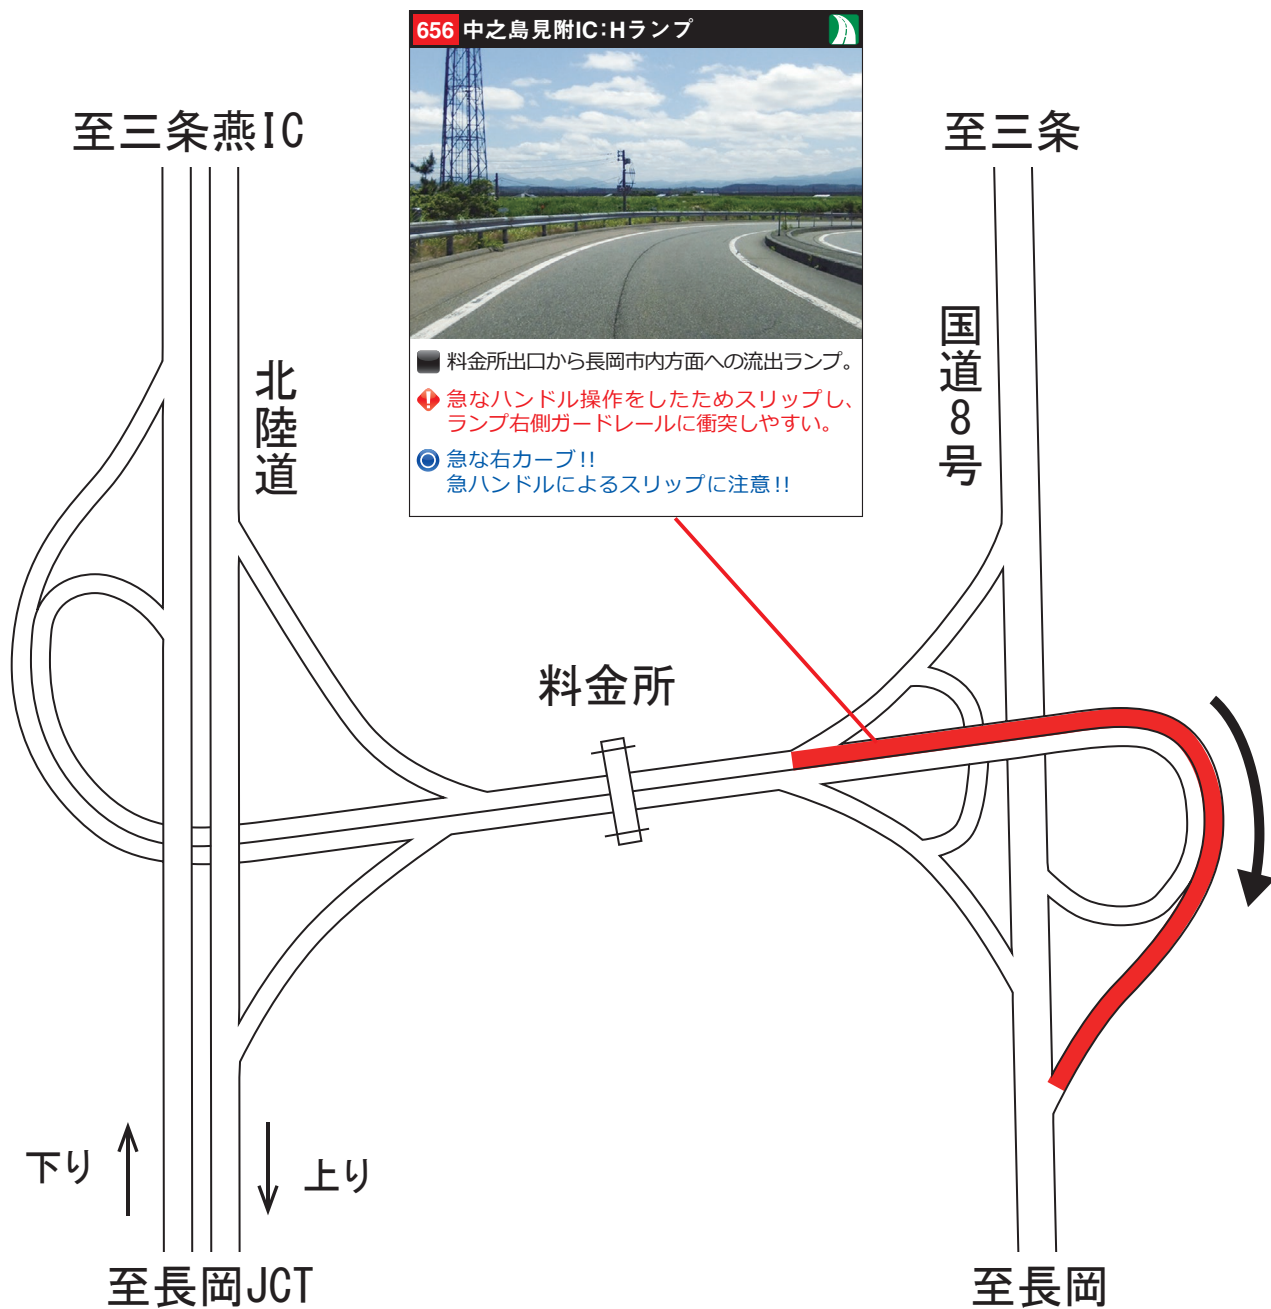 656 中之島見附IC:Hランプ
至三条燕IC
至三条
北陸道
国道8号
料金所出口から長岡市内方面への流出ランプ。
急なハンドル操作をしたためスリップし、
ランプ右側ガードレールに衝突しやすい。
急な右カーブ!!
急ハンドルによるスリップに注意!!
料金所
下り
上り
至長岡JCT
至長岡